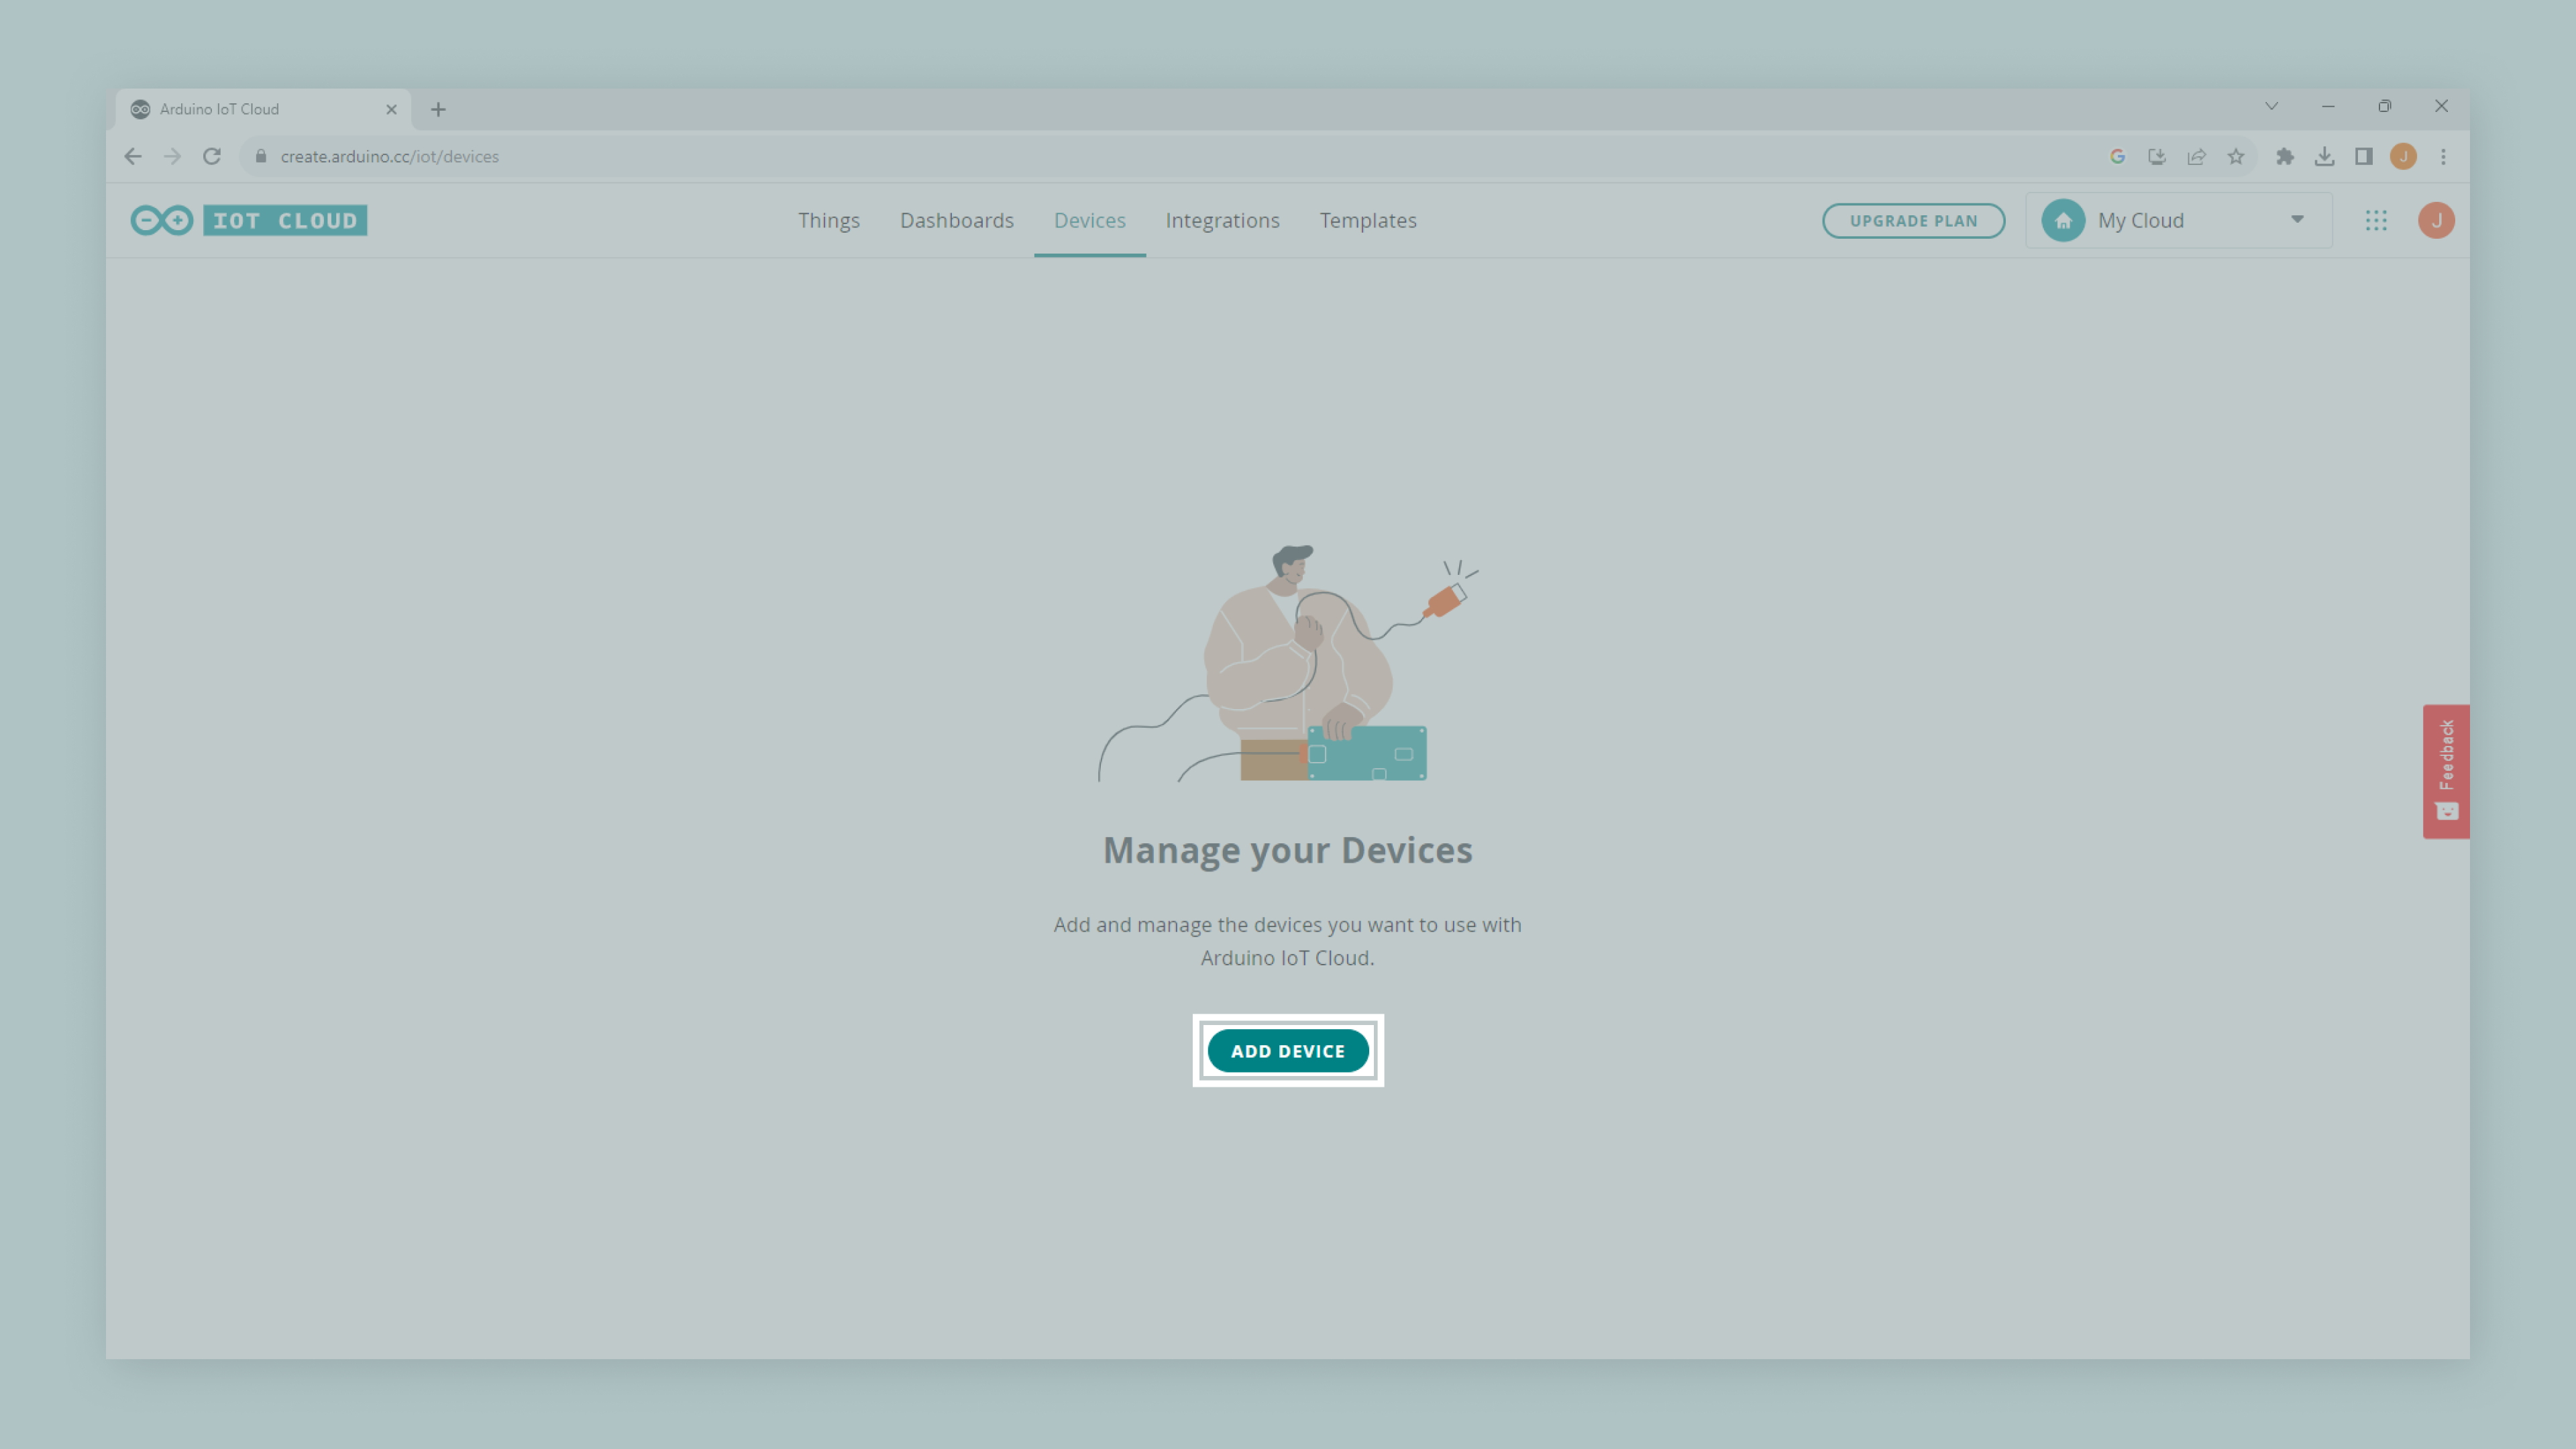 Arduino IoT Cloud
create.arduino.cc/iot/devices
J
IOT CLOUD
Things
Dashboards
Devices
Integrations
Templates
UPGRADE PLAN
My Cloud
J
Feedback
Manage your Devices
Add and manage the devices you want to use with
Arduino IoT Cloud.
ADD DEVICE